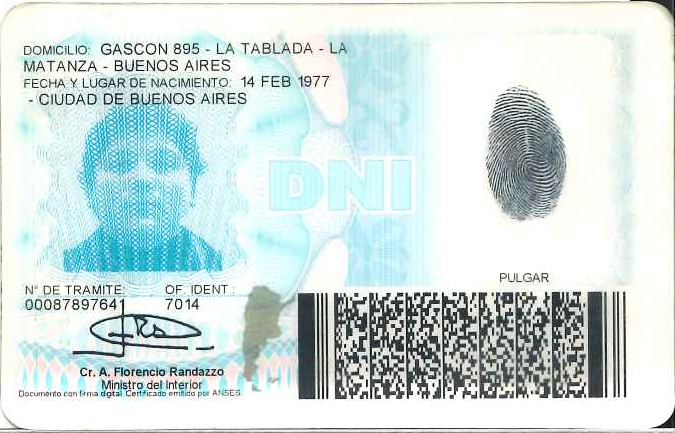 DOMICILIO: GASCON 895 - LA TABLADA - LA
MATANZA - BUENOS AIRES
FECHA Y LUGAR DE NACIMIENTO: 14 FEB 1977
- CIUDAD DE BUENOS AIRES
DNI
PULGAR
N° DE TRAMITE: OF. IDENT.:
00087897641 7014
Cr. A. Florencio Randazzo
Ministro del Interior
Documento con firma digital. Certificado emitido por ANSES.